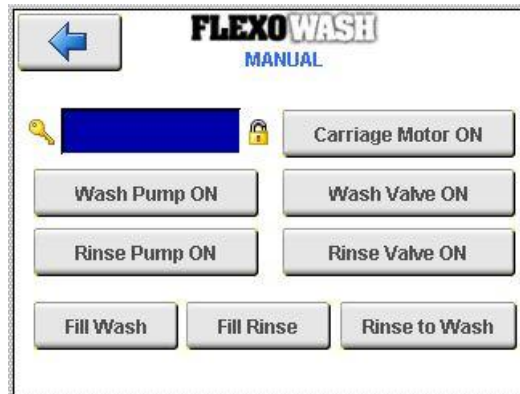 FLEXOWASH
MANUAL
Carriage Motor ON
Wash Pump ON
Wash Valve ON
Rinse Pump ON
Rinse Valve ON
Fill Wash
Fill Rinse
Rinse to Wash